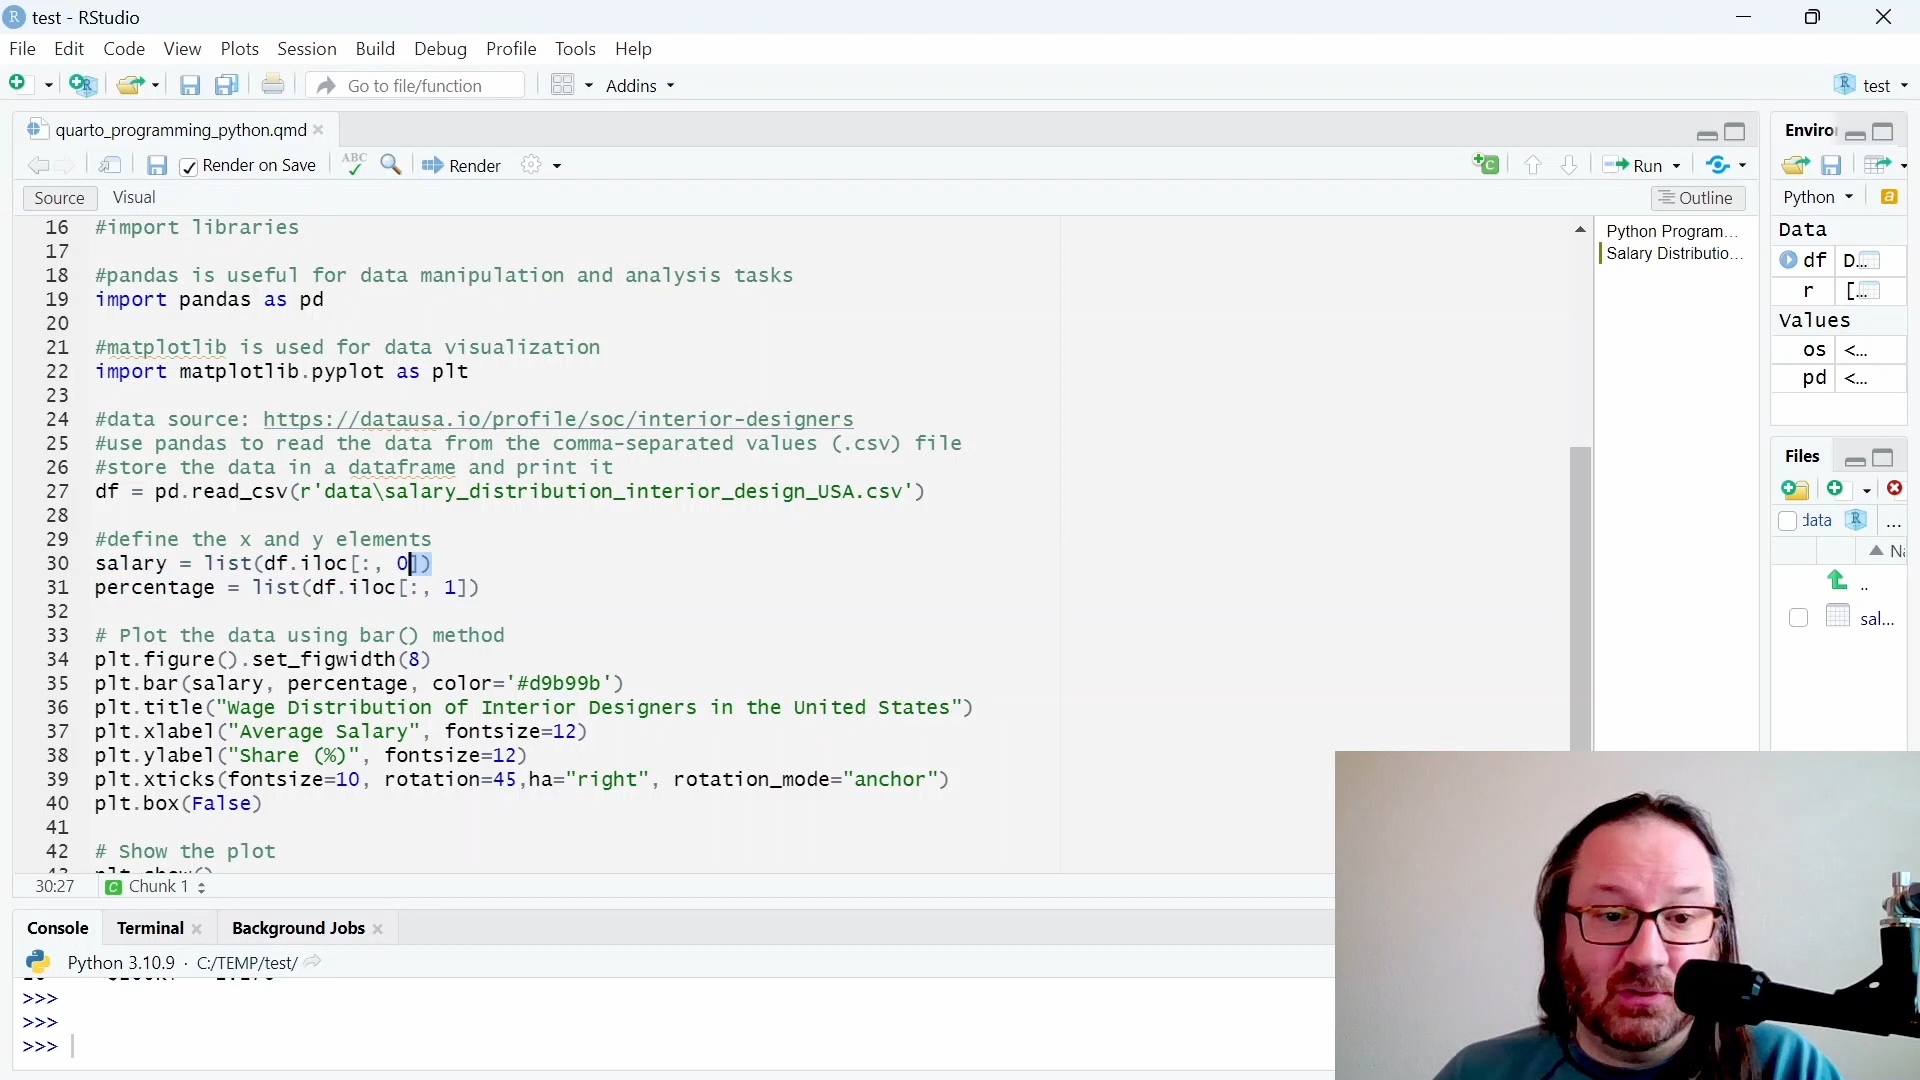 test - RStudio
File Edit Code View Plots Session Build Debug Profile Tools Help
Go to file/function Addins test
quarto_programming_python.qmd
Render on Save ABC Render Run
Source Visual Outline
16 #import libraries
17
18 #pandas is useful for data manipulation and analysis tasks
19 import pandas as pd
20
21 #matplotlib is used for data visualization
22 import matplotlib.pyplot as plt
23
24 #data source: https://datausa.io/profile/soc/interior-designers
25 #use pandas to read the data from the comma-separated values (.csv) file
26 #store the data in a dataframe and print it
27 df = pd.read_csv(r'data\salary_distribution_interior_design_USA.csv')
28
29 #define the x and y elements
30 salary = list(df.iloc[:, 0])
31 percentage = list(df.iloc[:, 1])
32
33 # Plot the data using bar() method
34 plt.figure().set_figwidth(8)
35 plt.bar(salary, percentage, color='#d9b99b')
36 plt.title("Wage Distribution of Interior Designers in the United States")
37 plt.xlabel("Average Salary", fontsize=12)
38 plt.ylabel("Share (%)", fontsize=12)
39 plt.xticks(fontsize=10, rotation=45,ha="right", rotation_mode="anchor")
40 plt.box(False)
41
42 # Show the plot
30:27 Chunk 1
Python Program...
Salary Distributio...
Enviro
Python
Data
df D...
r [...
Values
os <...
pd <...
Files
data ...
..
sal...
Console Terminal Background Jobs
Python 3.10.9 · C:/TEMP/test/
>>>
>>>
>>>